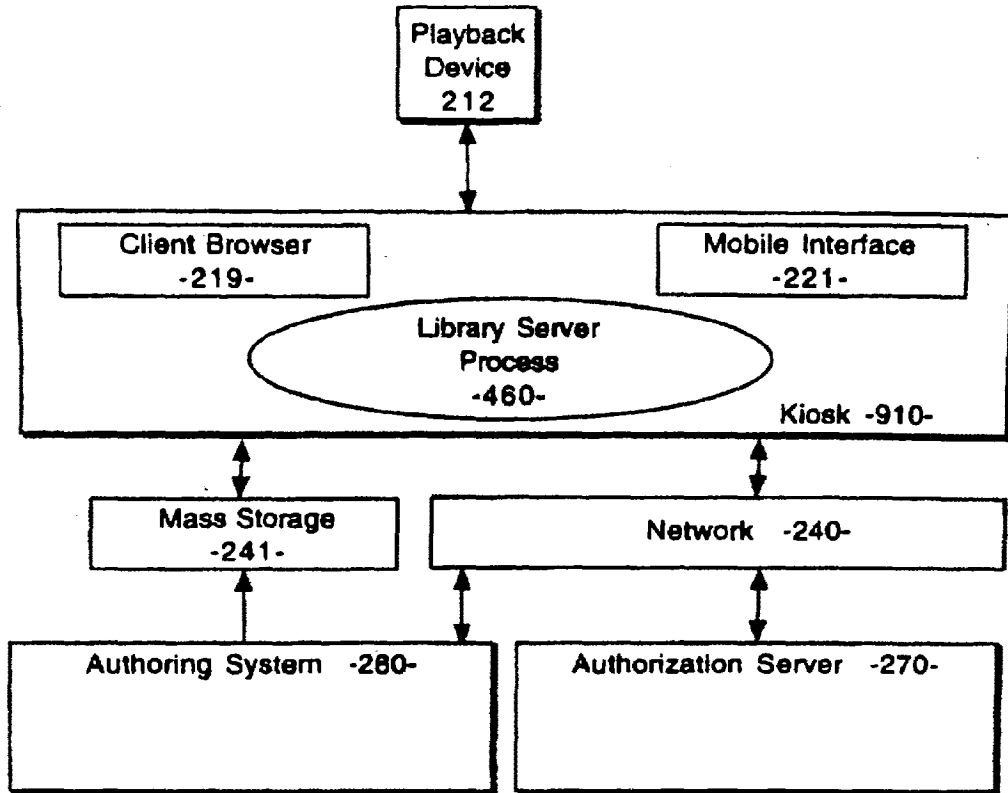 Playback
Device
212
Client Browser
-219-
Mobile Interface
-221-
Library Server
Process
-460-
Kiosk -910-
Mass Storage
-241-
Network -240-
Authoring System -280-
Authorization Server -270-